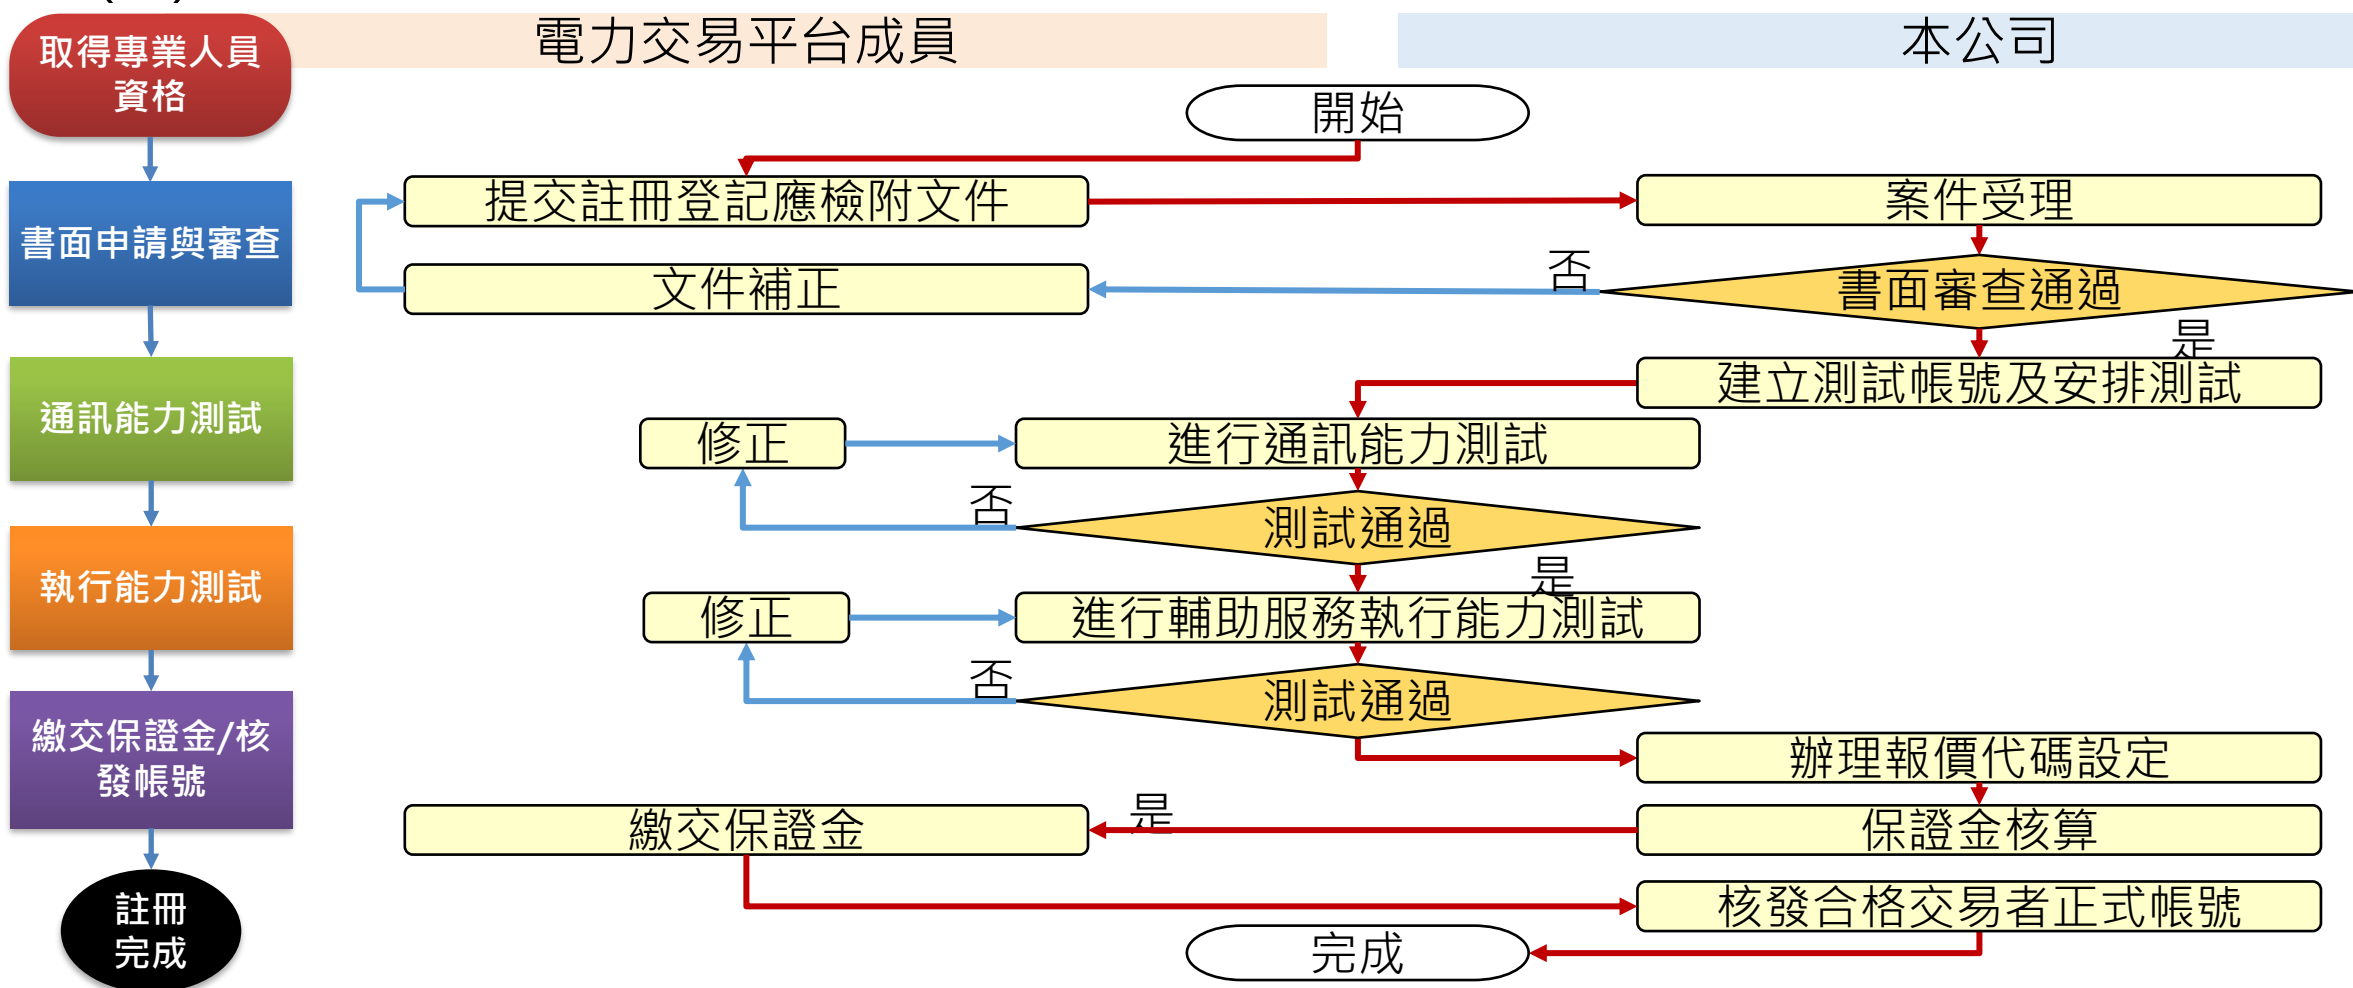 取得專業人員
資格
書面申請與審查
通訊能力測試
執行能力測試
繳交保證金/核
發帳號
註冊
完成
電力交易平台成員
本公司
開始
提交註冊登記應檢附文件
案件受理
文件補正
否
書面審查通過
是
建立測試帳號及安排測試
修正
進行通訊能力測試
否
測試通過
是
修正
進行輔助服務執行能力測試
否
測試通過
辦理報價代碼設定
繳交保證金
是
保證金核算
核發合格交易者正式帳號
完成